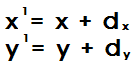 x¹= x + dₓ
y¹= y + dᵧ